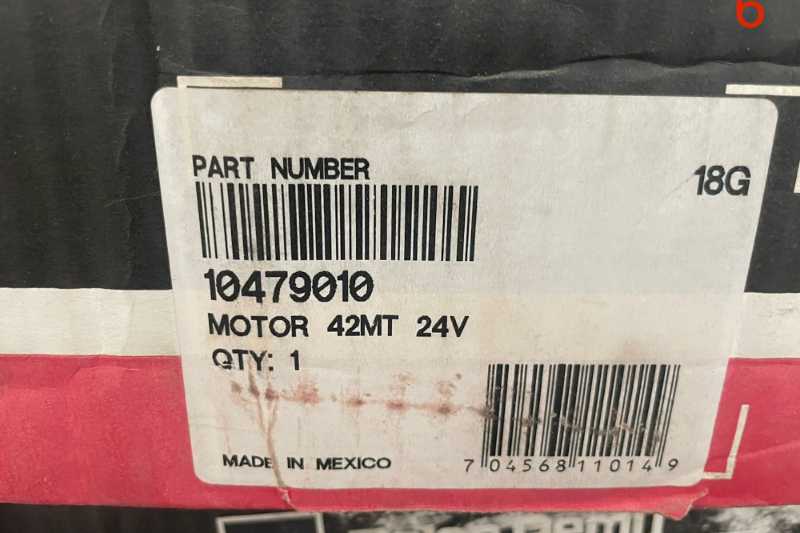 b
PART NUMBER
18G
10479010
MOTOR 42MT 24V
QTY: 1
MADE IN MEXICO
7 04568 11014 9